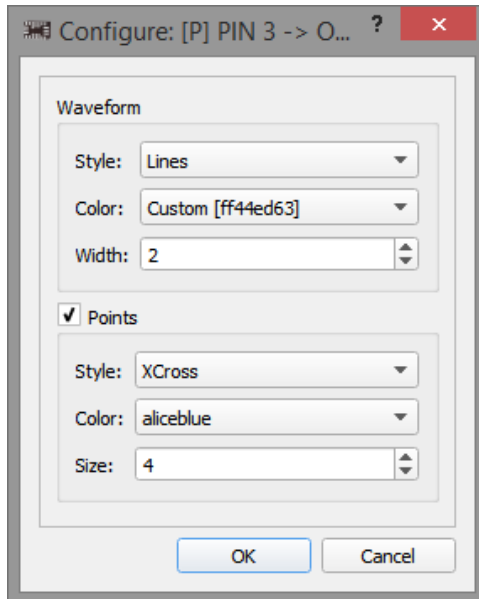 Configure: [P] PIN 3 -> O... ? ×
Waveform
Style: Lines
Color: Custom [ff44ed63]
Width: 2
✓ Points
Style: XCross
Color: aliceblue
Size: 4
OK Cancel